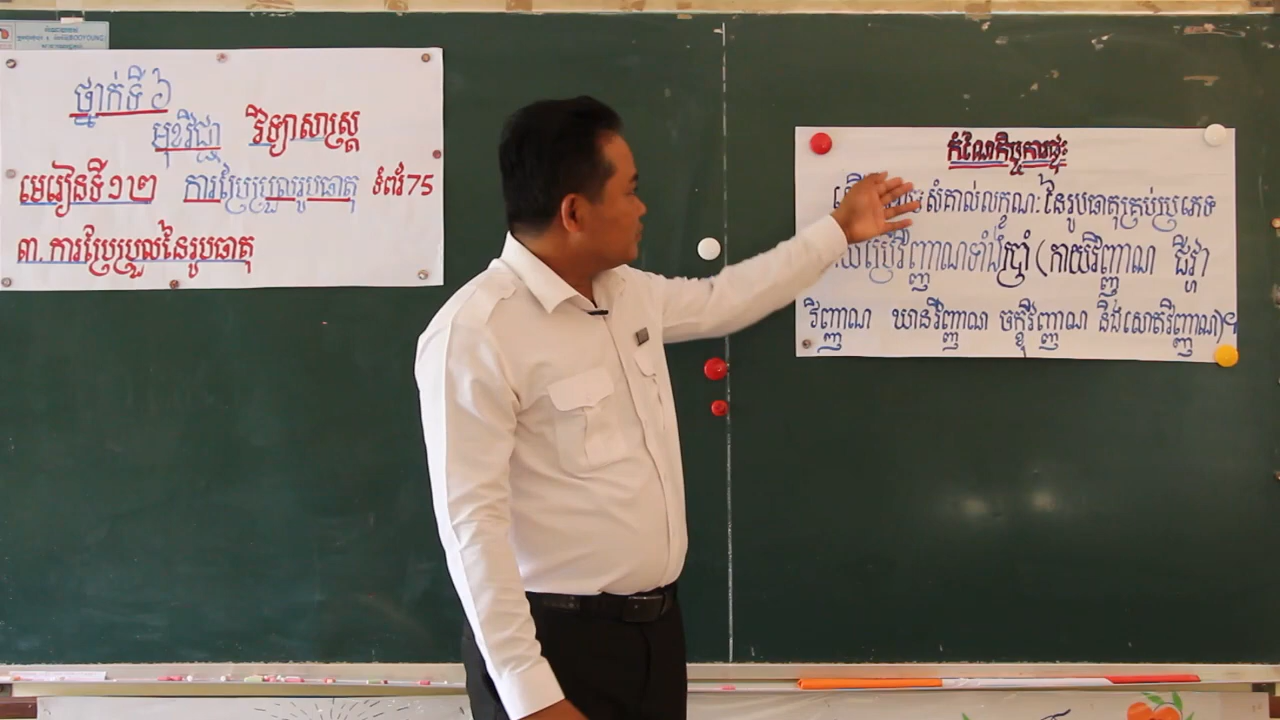 BOOYOUNG
ថ្នាក់ទី ៦
មុខវិជ្ជា វិទ្យាសាស្ត្រ
មេរៀនទី១២ ការប្រែប្រួលរូបធាតុ ទំព័រ75
៣. ការប្រែប្រួលនៃរូបធាតុ
កំណែកិច្ចការផ្ទះ
សំគាល់លក្ខណៈនៃរូបធាតុគ្រប់ប្រភេទ
ប្រើវិញ្ញាណទាំងប្រាំ (កាយវិញ្ញាណ ជីវ្ហា
វិញ្ញាណ ឃានវិញ្ញាណ ចក្ខុវិញ្ញាណ និងសោតវិញ្ញាណ)។